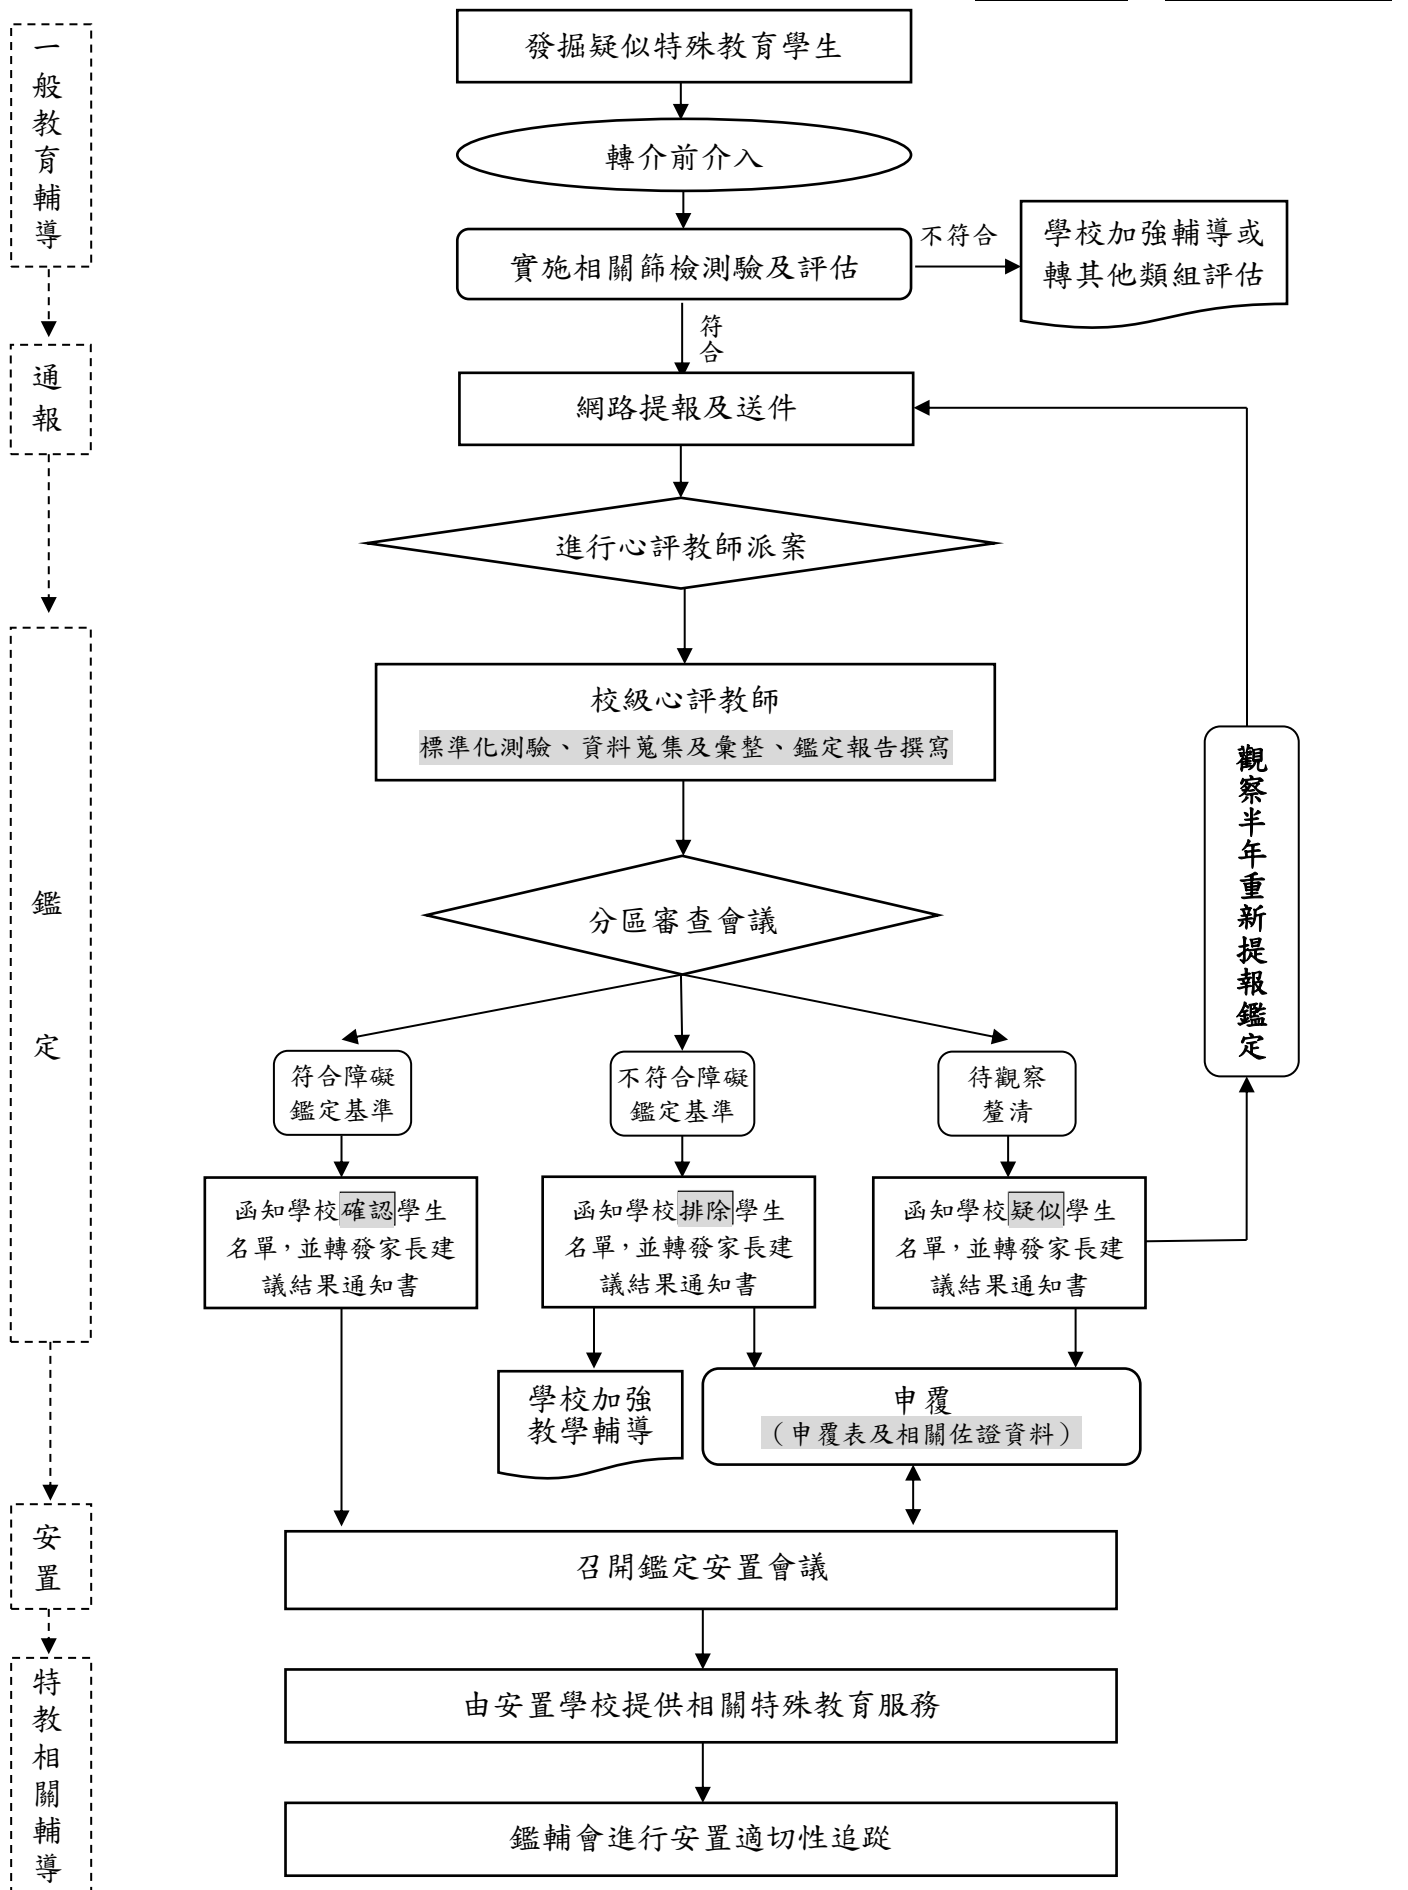 一般教育輔導
通報
鑑定
安置
特教相關輔導
發掘疑似特殊教育學生
轉介前介入
實施相關篩檢測驗及評估
不符合
學校加強輔導或
轉其他類組評估
符合
網路提報及送件
進行心評教師派案
校級心評教師
標準化測驗、資料蒐集及彙整、鑑定報告撰寫
觀察半年重新提報鑑定
分區審查會議
符合障礙
鑑定基準
不符合障礙
鑑定基準
待觀察
釐清
函知學校確認學生
名單，並轉發家長建
議結果通知書
函知學校排除學生
名單，並轉發家長建
議結果通知書
函知學校疑似學生
名單，並轉發家長建
議結果通知書
學校加強
教學輔導
申覆
（申覆表及相關佐證資料）
召開鑑定安置會議
由安置學校提供相關特殊教育服務
鑑輔會進行安置適切性追蹤